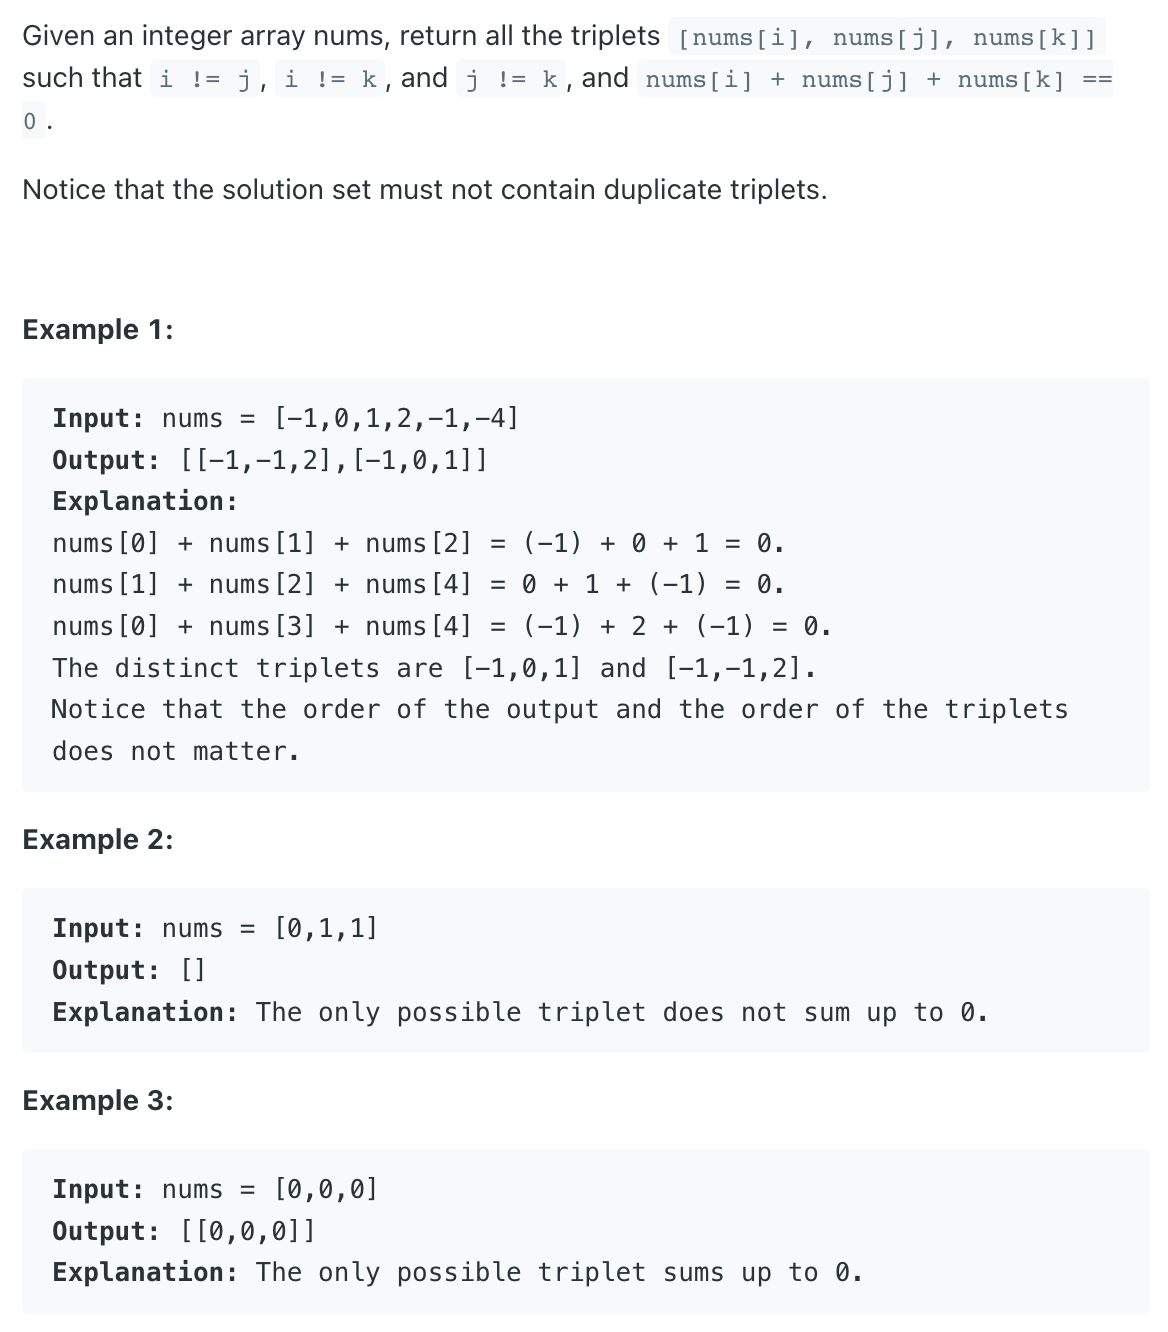 Given an integer array nums, return all the triplets [nums[i], nums[j], nums[k]]
such that i != j, i != k, and j != k, and nums[i] + nums[j] + nums[k] ==
0.
Notice that the solution set must not contain duplicate triplets.
Example 1:
Input: nums = [-1,0,1,2,-1,-4]
Output: [[-1,-1,2],[-1,0,1]]
Explanation:
nums[0] + nums[1] + nums[2] = (-1) + 0 + 1 = 0.
nums[1] + nums[2] + nums[4] = 0 + 1 + (-1) = 0.
nums[0] + nums[3] + nums[4] = (-1) + 2 + (-1) = 0.
The distinct triplets are [-1,0,1] and [-1,-1,2].
Notice that the order of the output and the order of the triplets
does not matter.
Example 2:
Input: nums = [0,1,1]
Output: []
Explanation: The only possible triplet does not sum up to 0.
Example 3:
Input: nums = [0,0,0]
Output: [[0,0,0]]
Explanation: The only possible triplet sums up to 0.